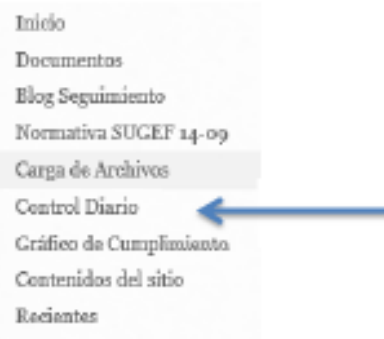 Inicio
Documentos
Blog Seguimiento
Normativa SUGEF 14-09
Carga de Archivos
Control Diario
Gráfico de Cumplimiento
Contenidos del sitio
Recientes